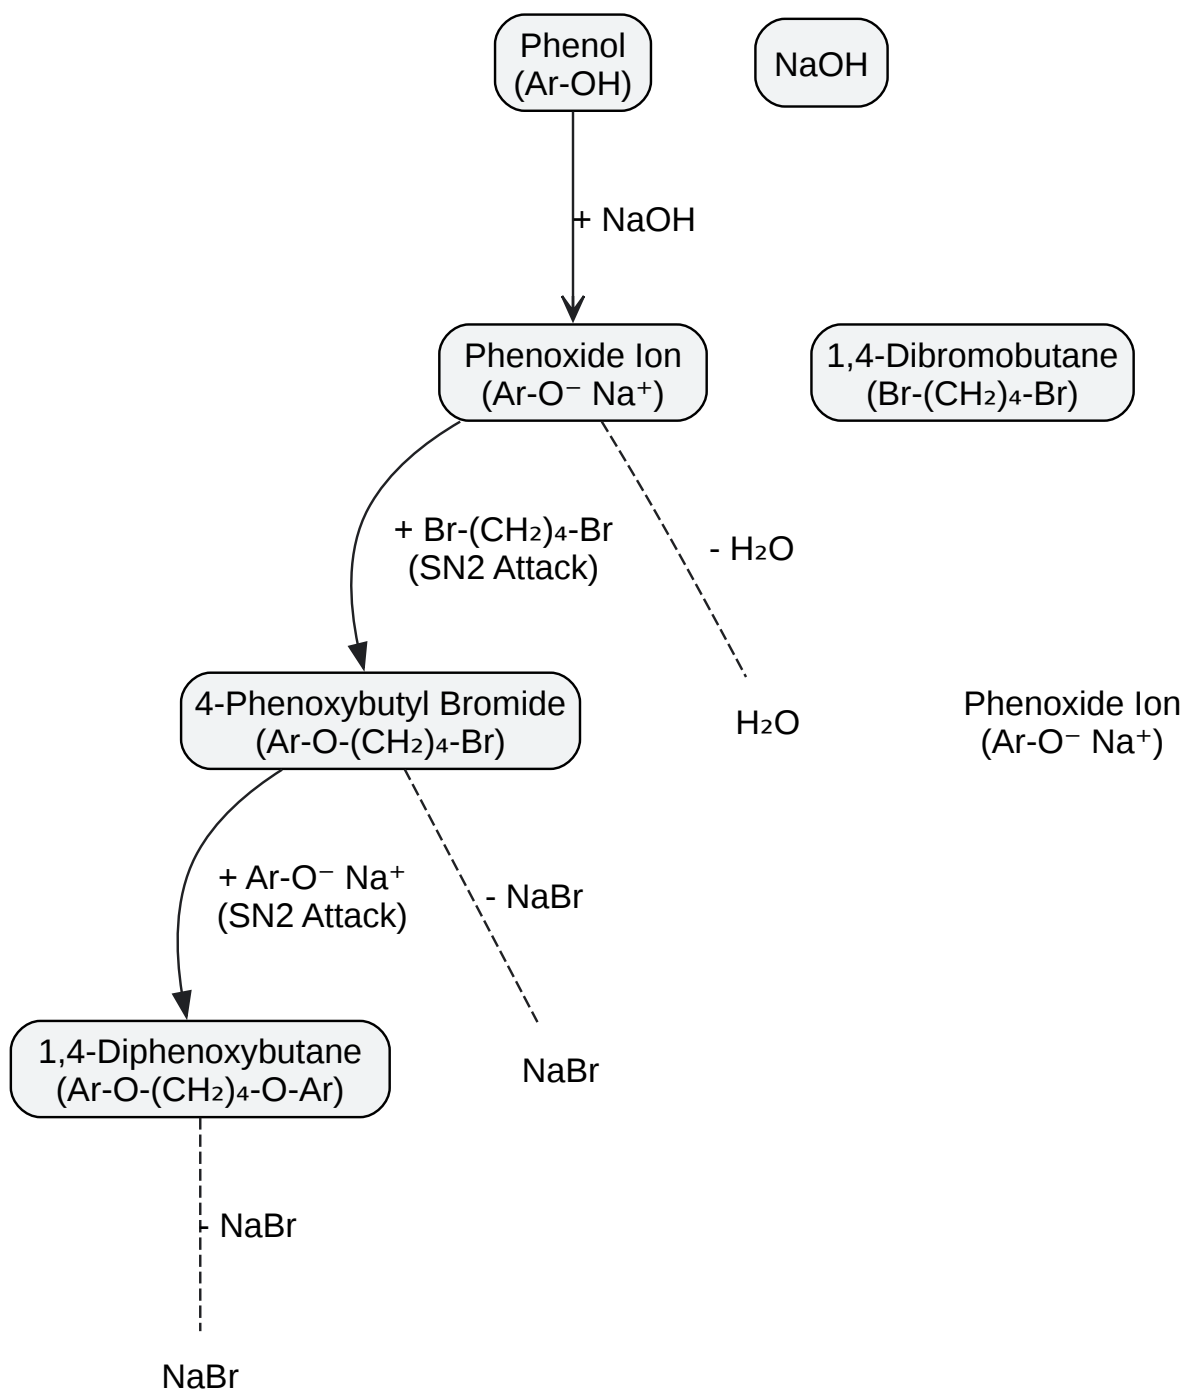 Phenol
(Ar-OH)
NaOH
+ NaOH
Phenoxide Ion
(Ar-O⁻ Na⁺)
1,4-Dibromobutane
(Br-(CH₂)₄-Br)
+ Br-(CH₂)₄-Br
(SN2 Attack)
- H₂O
4-Phenoxybutyl Bromide
(Ar-O-(CH₂)₄-Br)
H₂O
Phenoxide Ion
(Ar-O⁻ Na⁺)
+ Ar-O⁻ Na⁺
(SN2 Attack)
- NaBr
1,4-Diphenoxybutane
(Ar-O-(CH₂)₄-O-Ar)
NaBr
- NaBr
NaBr